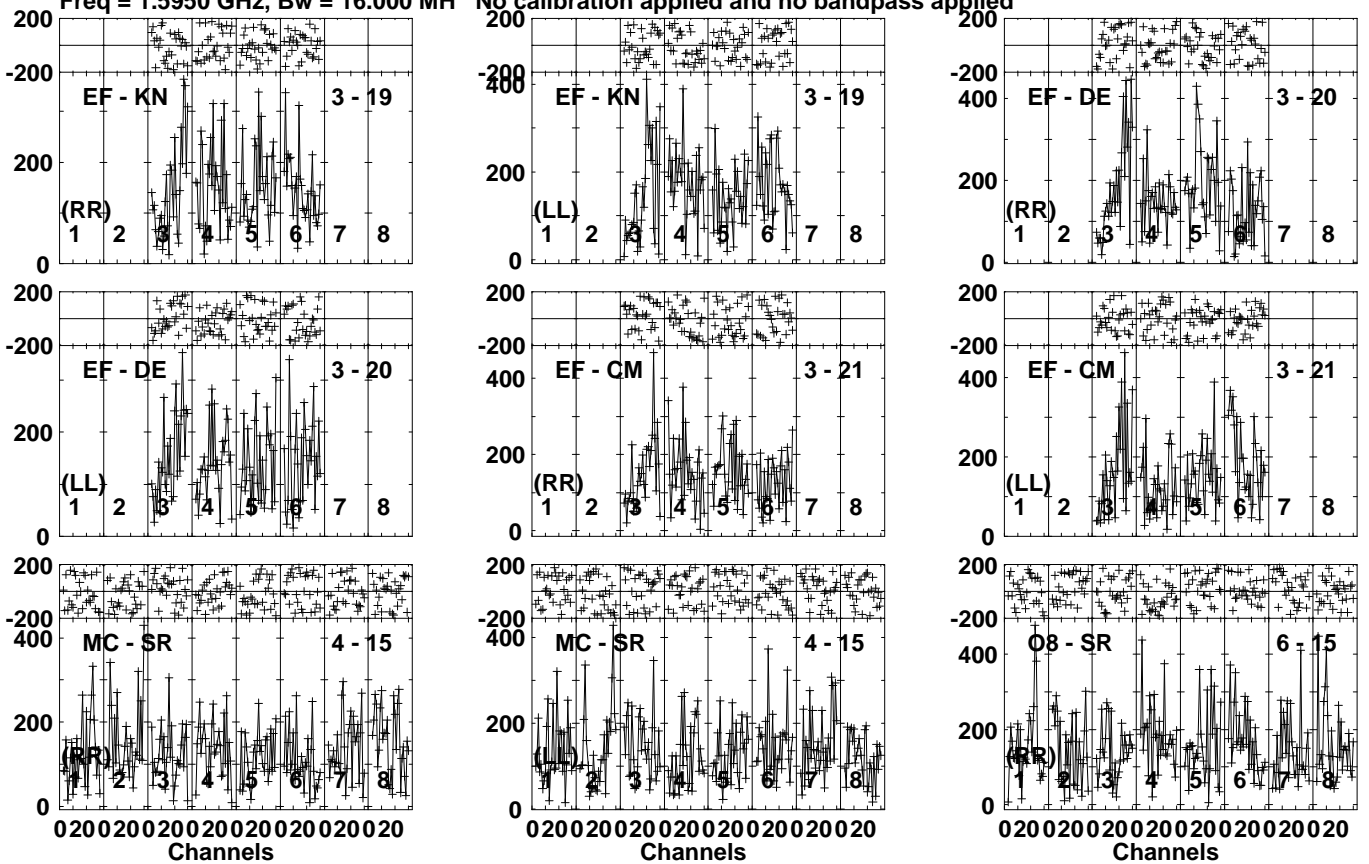 Freq = 1.5950 GHz, Bw = 16.000 MH No calibration applied and no bandpass applied
200 200 200
-200 -200 -200
EF - KN 3 - 19 400 EF - KN 3 - 19 400 EF - DE 3 - 20
200 200 200
(RR) (LL) (RR)
1 2 3 4 5 6 7 8 1 2 3 4 5 6 7 8 1 2 3 4 5 6 7 8
0 0 0
200 200 200
-200 -200 -200
EF - DE 3 - 20 400 EF - CM 3 - 21 400 EF - CM 3 - 21
200 200 200
(LL) (RR) (LL)
1 2 3 4 5 6 7 8 1 2 3 4 5 6 7 8 1 2 3 4 5 6 7 8
0 0 0
200 200 200
-200 -200 -200
400 MC - SR 4 - 15 400 MC - SR 4 - 15 400 O8 - SR 6 - 15
200 200 200
(RR) (LL) (RR)
1 2 3 4 5 6 7 8 1 2 3 4 5 6 7 8 1 2 3 4 5 6 7 8
0 0 0
0 20 0 20 0 20 0 20 0 20 0 20 0 20 0 20 0 20 0 20 0 20 0 20 0 20 0 20 0 20 0 20 0 20 0 20 0 20 0 20 0 20 0 20 0 20 0 20
Channels Channels Channels